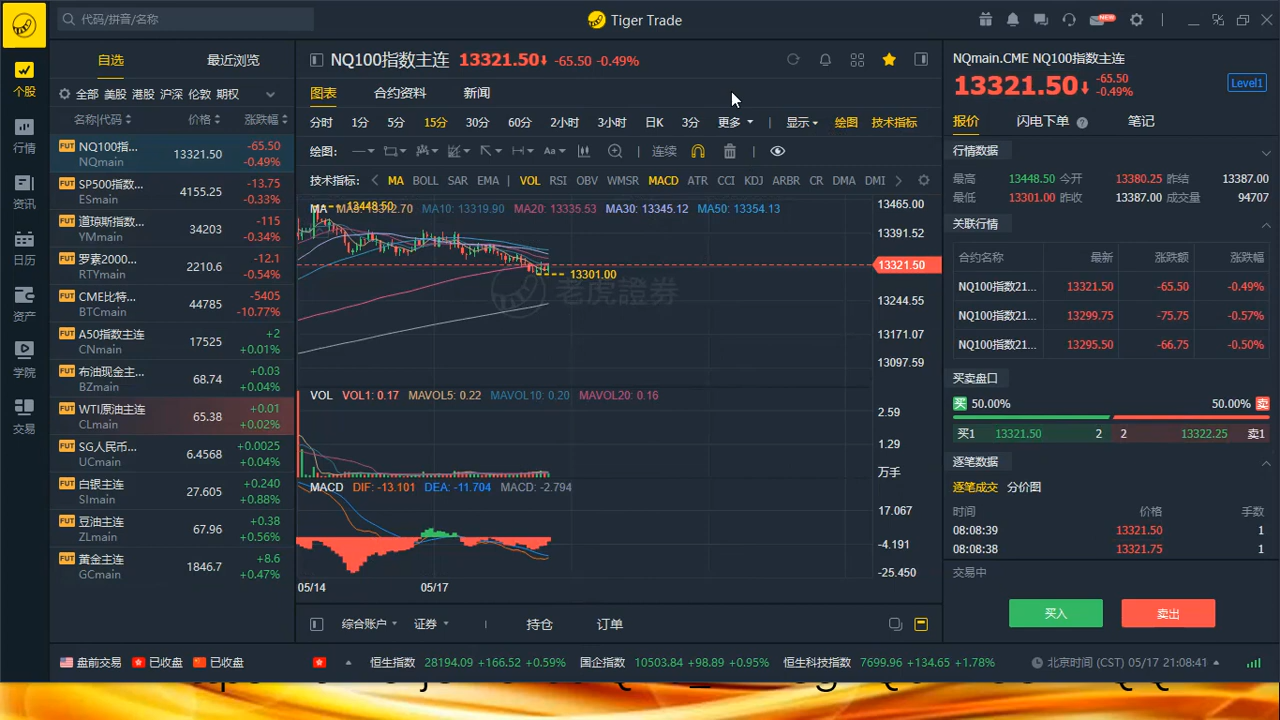 代码/拼音/名称
Tiger Trade
NEW
个股
行情
资讯
日历
资产
学院
交易
自选 最近浏览
全部 美股 港股 沪深 伦敦 期权
名称|代码 价格 涨跌幅
FUT NQ100指... 13321.50 -65.50
NQmain -0.49%
FUT SP500指数... 4155.25 -13.75
ESmain -0.33%
FUT 道琼斯指数... 34203 -115
YMmain -0.34%
FUT 罗素2000... 2210.6 -12.1
RTYmain -0.54%
FUT CME比特... 44785 -5405
BTCmain -10.77%
FUT A50指数主连 17525 +2
CNmain +0.01%
FUT 布油现金主... 68.74 +0.03
BZmain +0.04%
FUT WTI原油主连 65.38 +0.01
CLmain +0.02%
FUT SG人民币... 6.4568 +0.0025
UCmain +0.04%
FUT 白银主连 27.605 +0.240
SImain +0.88%
FUT 豆油主连 67.96 +0.38
ZLmain +0.56%
FUT 黄金主连 1846.7 +8.6
GCmain +0.47%
NQ100指数主连 13321.50 -65.50 -0.49%
图表 合约资料 新闻
分时 1分 5分 15分 30分 60分 2小时 3小时 日K 3分 更多 显示 绘图 技术指标
绘图: Aa 连续
技术指标: MA BOLL SAR EMA VOL RSI OBV WMSR MACD ATR CCI KDJ ARBR CR DMA DMI
MA 13448.50 MA10: 13319.90 MA20: 13335.53 MA30: 13345.12 MA50: 13354.13
13465.00
13391.52
13321.50
13301.00
老虎證券
13244.55
13171.07
13097.59
VOL VOL1: 0.17 MAVOL5: 0.22 MAVOL10: 0.20 MAVOL20: 0.16
2.59
1.29
万手
MACD DIF: -13.101 DEA: -11.704 MACD: -2.794
17.067
-4.191
-25.450
05/14 05/17
综合账户 证券 持仓 订单
NQmain.CME NQ100指数主连
13321.50 -65.50
-0.49%
Level1
报价 闪电下单 ? 笔记
行情数据
最高 13448.50 今开 13380.25 昨结 13387.00
最低 13301.00 昨收 13387.00 成交量 94707
关联行情
合约名称 最新 涨跌额 涨跌幅
NQ100指数21... 13321.50 -65.50 -0.49%
NQ100指数21... 13299.75 -75.75 -0.57%
NQ100指数21... 13295.50 -66.75 -0.50%
买卖盘口
买 50.00% 50.00% 卖
买1 13321.50 2 2 13322.25 卖1
逐笔数据
逐笔成交 分价图
时间 价格 手数
08:08:39 13321.50 1
08:08:38 13321.75 1
交易中
买入 卖出
盘前交易 已收盘 已收盘 恒生指数 28194.09 +166.52 +0.59% 国企指数 10503.84 +98.89 +0.95% 恒生科技指数 7699.96 +134.65 +1.78% 北京时间 (CST) 05/17 21:08:41